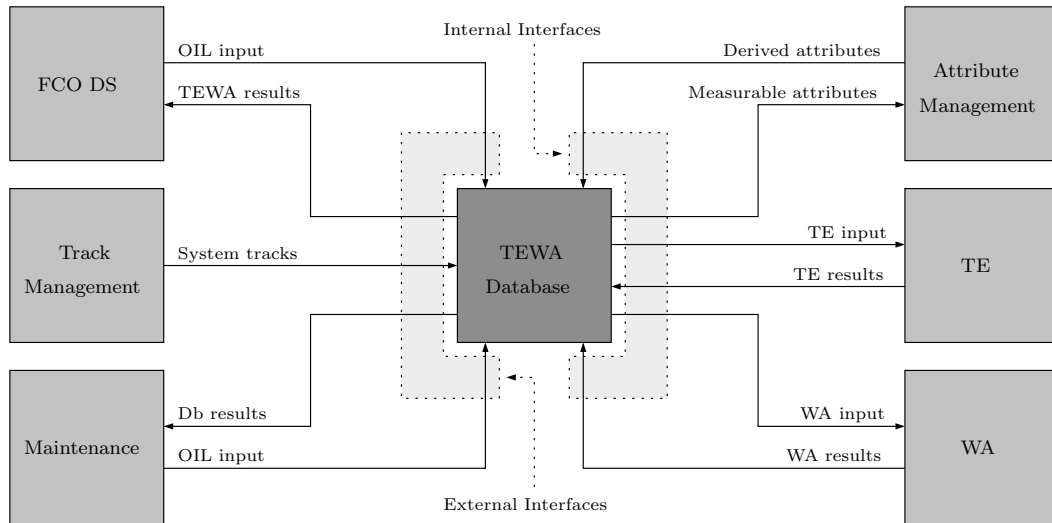 Internal Interfaces
OIL input
Derived attributes
FCO DS
TEWA results
Attribute
Management
Measurable attributes
Track
Management
System tracks
TEWA
Database
TE input
TE results
TE
Db results
Maintenance
OIL input
WA input
WA results
WA
External Interfaces